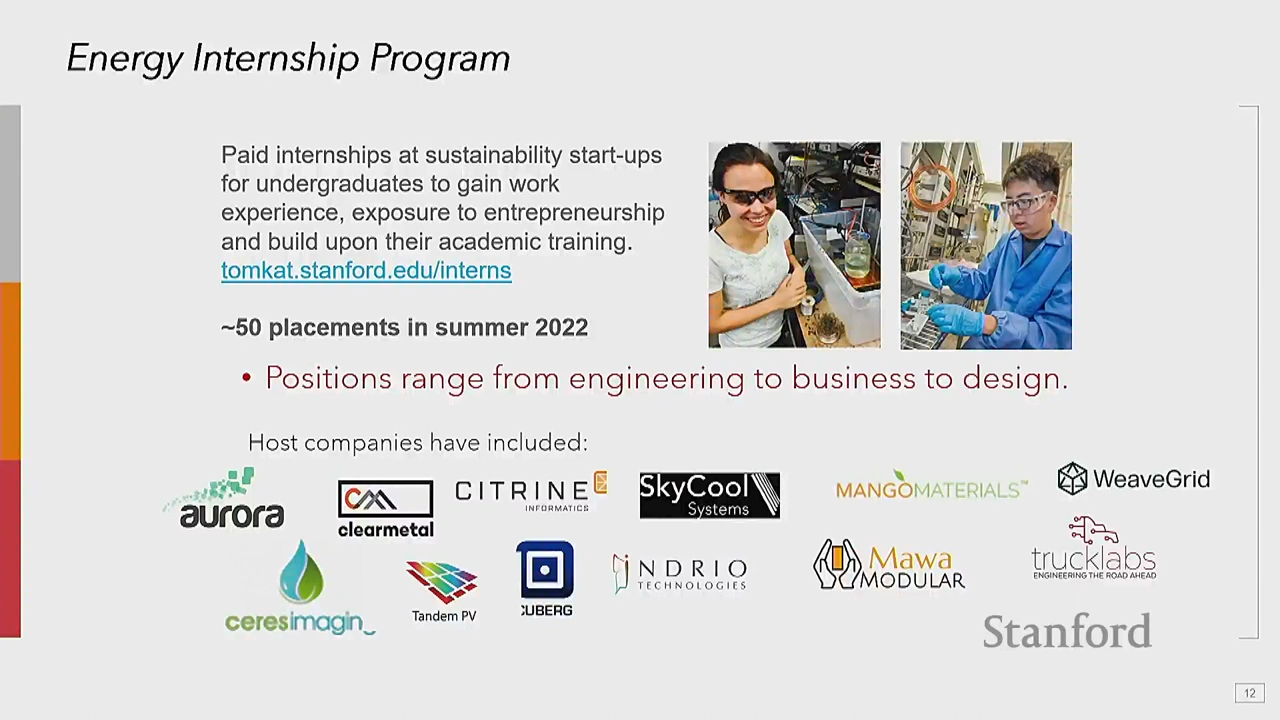 Energy Internship Program
Paid internships at sustainability start-ups
for undergraduates to gain work
experience, exposure to entrepreneurship
and build upon their academic training.
tomkat.stanford.edu/interns
~50 placements in summer 2022
• Positions range from engineering to business to design.
Host companies have included:
aurora
clearmetal
CITRINE
INFORMATICS
SkyCool
Systems
MANGOMATERIALS™
WeaveGrid
ceresimagin
Tandem PV
CUBERG
INDRIO
TECHNOLOGIES
Mawa
MODULAR
trucklabs
ENGINEERING THE ROAD AHEAD
Stanford
12